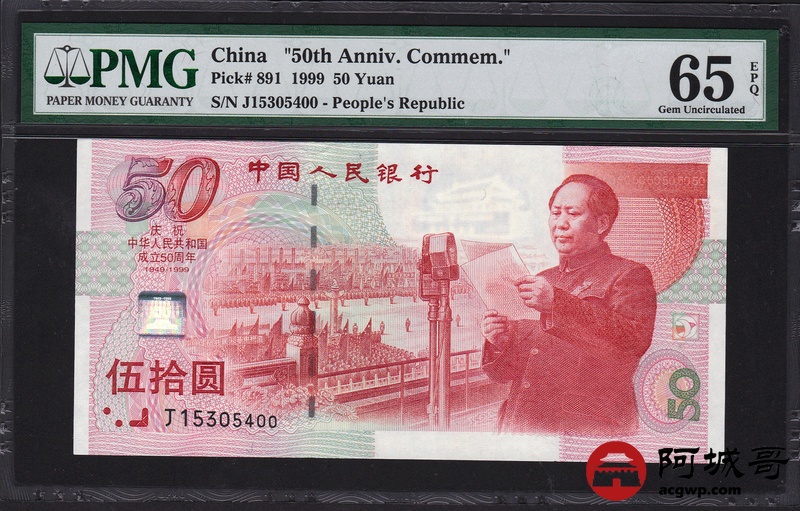 PMG
PAPER MONEY GUARANTY
China "50th Anniv. Commem."
Pick# 891 1999 50 Yuan
S/N J15305400 - People's Republic
65
EPQ
Gem Uncirculated
50
中国人民银行
庆祝
中华人民共和国
成立50周年
1949-1999
伍拾圆
J15305400
50
阿城哥
acgwp.com